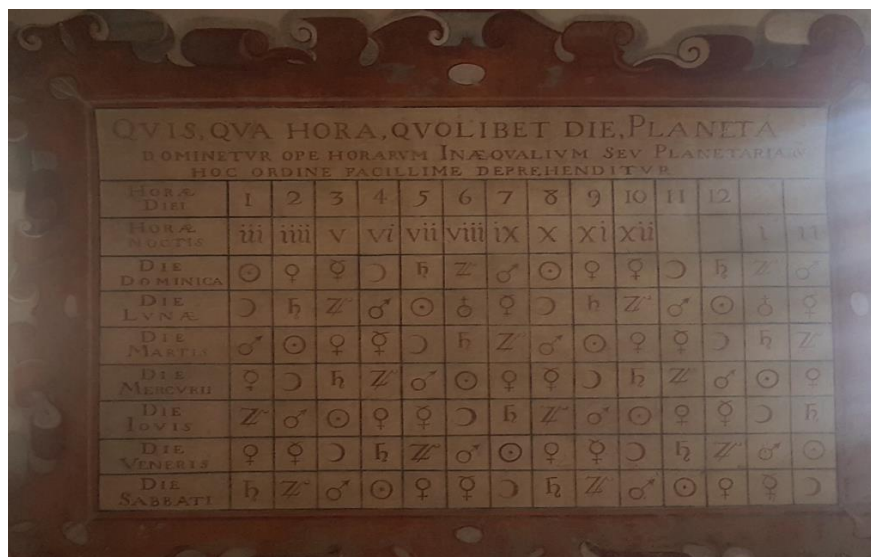 QVIS, QVA HORA, QVOLIBET DIE, PLANETA
DOMINETVR OPE HORARVM INÆQVALIVM SEV
HOC ORDINE FACILLIME DEPREHENDITVR
HORÆ DIEI 1 2 3 4 5 6 7 8 9 10 11 12
HORÆ NOCTIS iii iiii v vi vii viii ix x xi xii i ii
DIE DOMINICA ☉ ♀ ☿ ☽ ♄ ♃ ♂ ☉ ♀ ☿ ☽ ♄ ♃ ♂
DIE LVNÆ ☽ ♄ ♃ ♂ ☉ ♁ ☿ ☽ ♄ ♃ ♂ ☉ ♁ ☿
DIE MARTIS ♂ ☉ ♀ ☿ ☽ ♄ ♃ ♂ ☉ ♀ ☿ ☽ ♄ ♃
DIE MERCVRII ☿ ☽ ♄ ♃ ♂ ☉ ♀ ☿ ☽ ♄ ♃ ♂ ☉ ♀
DIE IOVIS ♃ ♂ ☉ ♀ ☿ ☽ ♄ ♃ ♂ ☉ ♀ ☿ ☽ ♄
DIE VENERIS ♀ ☿ ☽ ♄ ♃ ♂ ☉ ♀ ☿ ☽ ♄ ♃ ♂ ☉
DIE SABBATI ♄ ♃ ♂ ☉ ♀ ☿ ☽ ♄ ♃ ♂ ☉ ♀ ☿ ☽